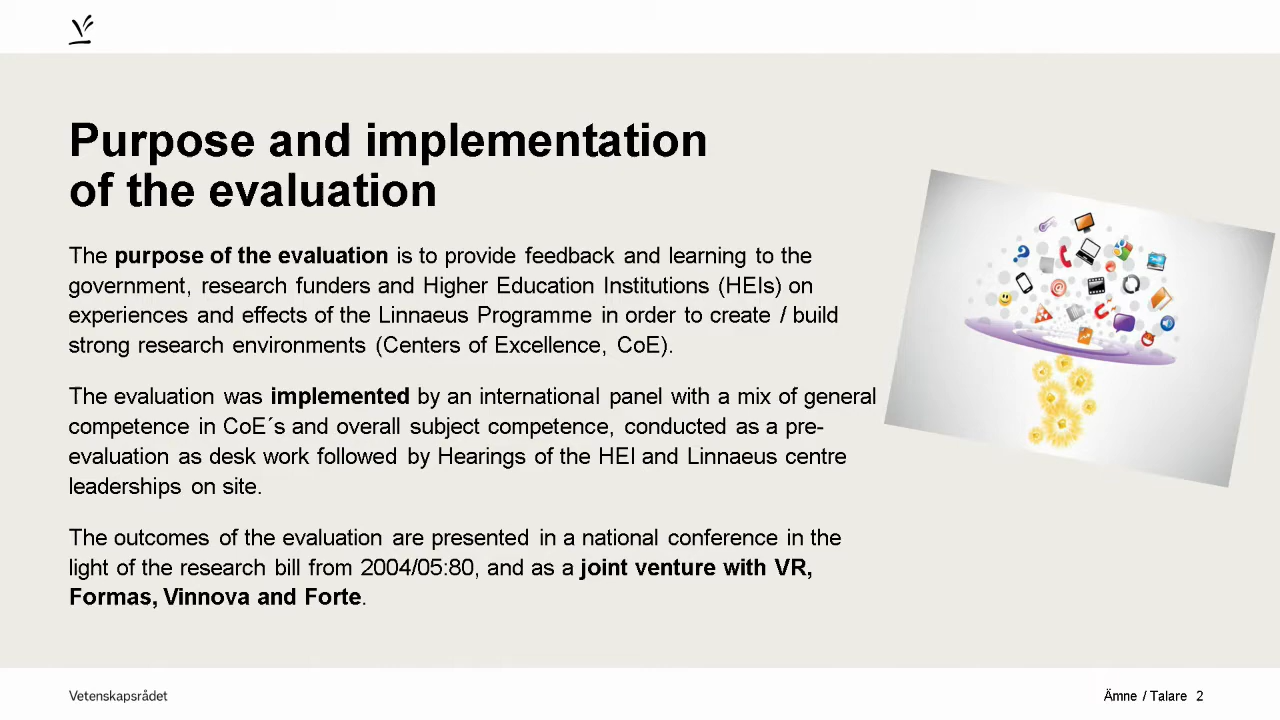 Purpose and implementation
of the evaluation
The purpose of the evaluation is to provide feedback and learning to the
government, research funders and Higher Education Institutions (HEIs) on
experiences and effects of the Linnaeus Programme in order to create / build
strong research environments (Centers of Excellence, CoE).
The evaluation was implemented by an international panel with a mix of general
competence in CoE´s and overall subject competence, conducted as a pre-
evaluation as desk work followed by Hearings of the HEI and Linnaeus centre
leaderships on site.
The outcomes of the evaluation are presented in a national conference in the
light of the research bill from 2004/05:80, and as a joint venture with VR,
Formas, Vinnova and Forte.
Vetenskapsrådet
Ämne / Talare 2